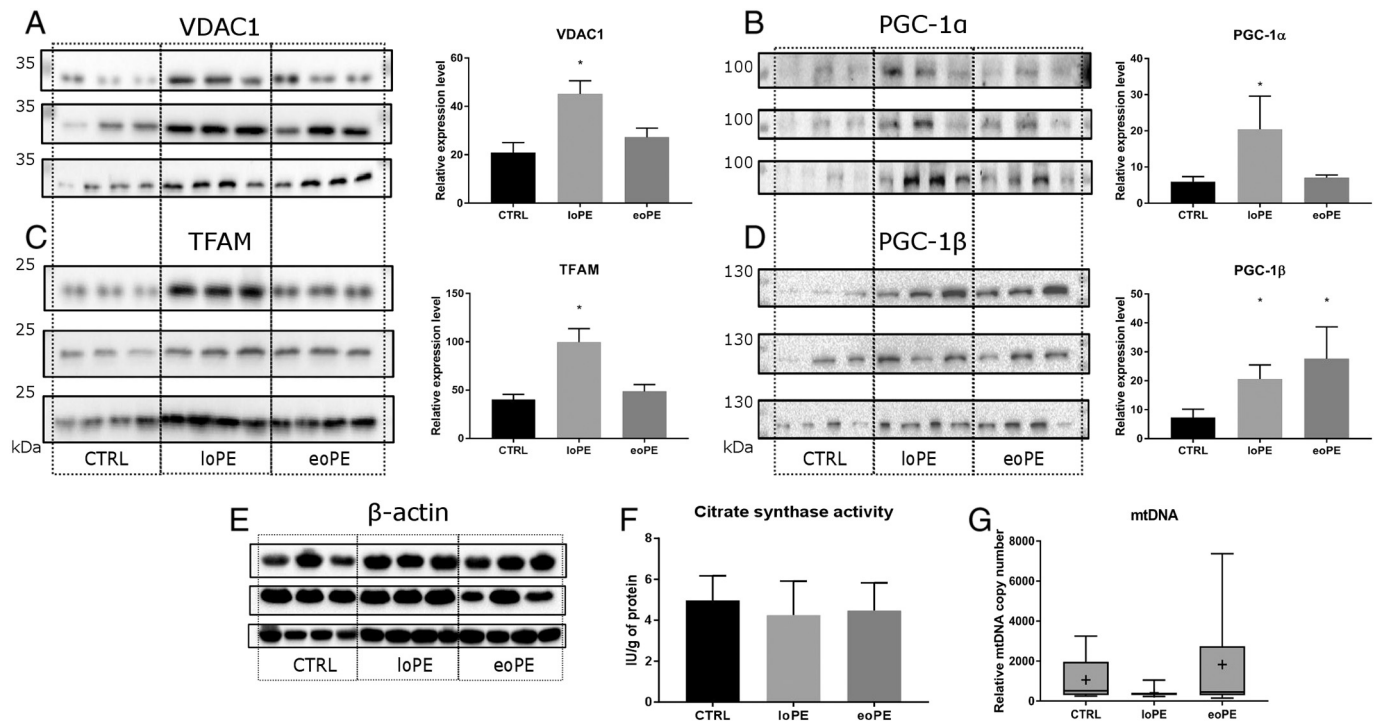 A
VDAC1
35
35
35
VDAC1
Relative expression level
60
40
20
0
*
CTRL
loPE
eoPE
B
PGC-1α
100
100
100
PGC-1α
Relative expression level
40
30
20
10
0
*
CTRL
loPE
eoPE
C
TFAM
25
25
25
kDa
CTRL
loPE
eoPE
TFAM
Relative expression level
150
100
50
0
*
CTRL
loPE
eoPE
D
PGC-1β
130
130
130
kDa
CTRL
loPE
eoPE
PGC-1β
Relative expression level
50
40
30
20
10
0
*
*
CTRL
loPE
eoPE
E
β-actin
CTRL
loPE
eoPE
F
Citrate synthase activity
IU/g of protein
8
6
4
2
0
CTRL
loPE
eoPE
G
mtDNA
Relative mtDNA copy number
8000
6000
4000
2000
0
CTRL
loPE
eoPE